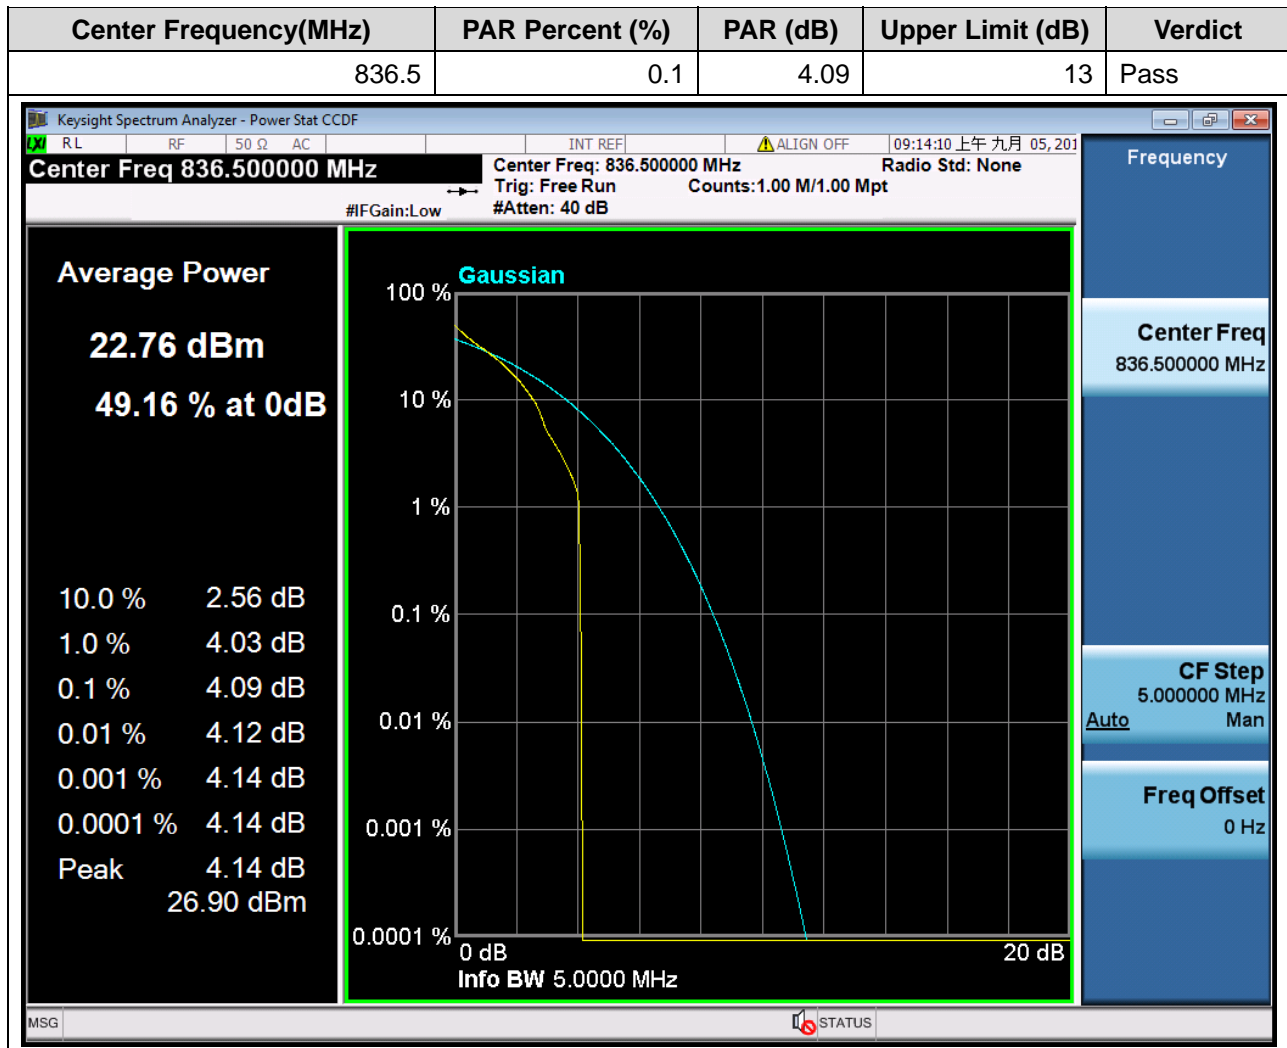 Center Frequency(MHz) PAR Percent (%) PAR (dB) Upper Limit (dB) Verdict
836.5 0.1 4.09 13 Pass
Keysight Spectrum Analyzer - Power Stat CCDF
LXI RL RF 50 Ω AC INT REF ALIGN OFF 09:14:10 上午 九月 05, 201
Center Freq 836.500000 MHz
Center Freq: 836.500000 MHz Radio Std: None
Trig: Free Run Counts:1.00 M/1.00 Mpt
#IFGain:Low #Atten: 40 dB
Average Power
22.76 dBm
49.16 % at 0dB
10.0 % 2.56 dB
1.0 % 4.03 dB
0.1 % 4.09 dB
0.01 % 4.12 dB
0.001 % 4.14 dB
0.0001 % 4.14 dB
Peak 4.14 dB
26.90 dBm
Gaussian
100 %
10 %
1 %
0.1 %
0.01 %
0.001 %
0.0001 %
0 dB 20 dB
Info BW 5.0000 MHz
Frequency
Center Freq
836.500000 MHz
CF Step
5.000000 MHz
Auto Man
Freq Offset
0 Hz
MSG STATUS